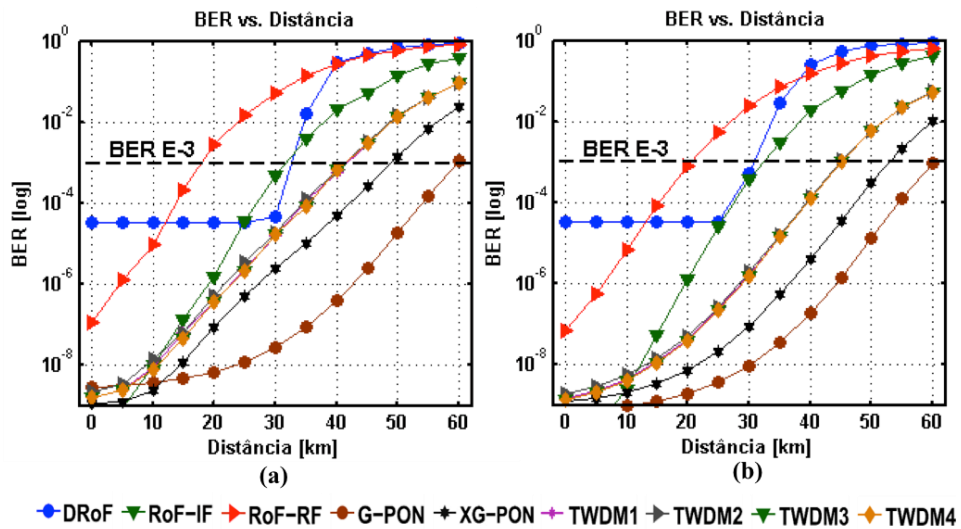 BER vs. Distância
BER [log]
10^0
10^-2
10^-4
10^-6
10^-8
BER E-3
0 10 20 30 40 50 60
Distância [km]
(a)
BER vs. Distância
BER [log]
10^0
10^-2
10^-4
10^-6
10^-8
BER E-3
0 10 20 30 40 50 60
Distância [km]
(b)
DRoF RoF-IF RoF-RF G-PON XG-PON TWDM1 TWDM2 TWDM3 TWDM4